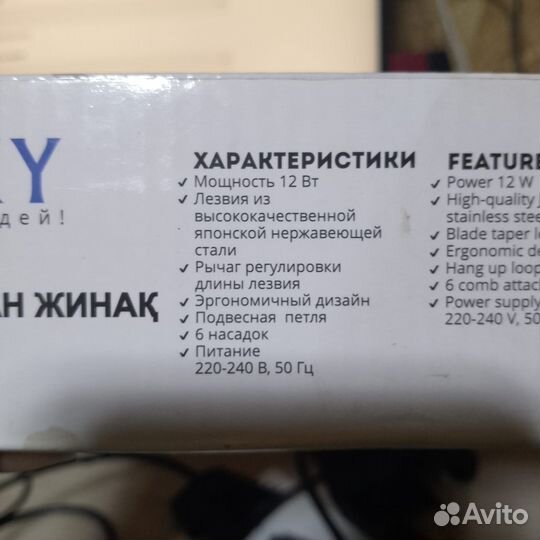 KY
дей!
АН ЖИНАҚ
ХАРАКТЕРИСТИКИ
✓ Мощность 12 Вт
✓ Лезвия из
высококачественной
японской нержавеющей
стали
✓ Рычаг регулировки
длины лезвия
✓ Эргономичный дизайн
✓ Подвесная петля
✓ 6 насадок
✓ Питание
220-240 В, 50 Гц
FEATURE
✓ Power 12 W
✓ High-quality J
stainless stee
✓ Blade taper l
✓ Ergonomic de
✓ Hang up loop
✓ 6 comb attac
✓ Power supply
220-240 V, 50
Avito